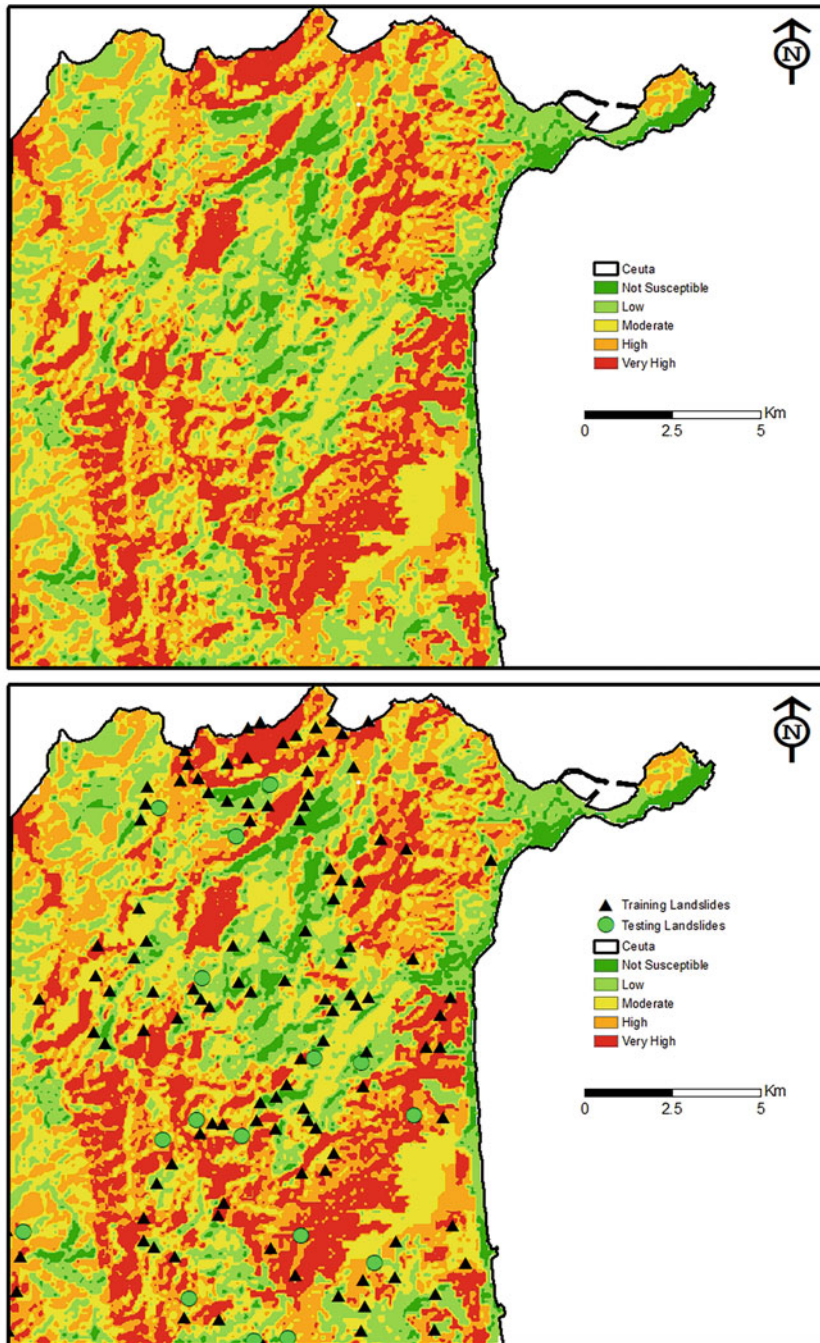 N
Ceuta
Not Susceptible
Low
Moderate
High
Very High
Km
0 2.5 5
N
Training Landslides
Testing Landslides
Ceuta
Not Susceptible
Low
Moderate
High
Very High
Km
0 2.5 5